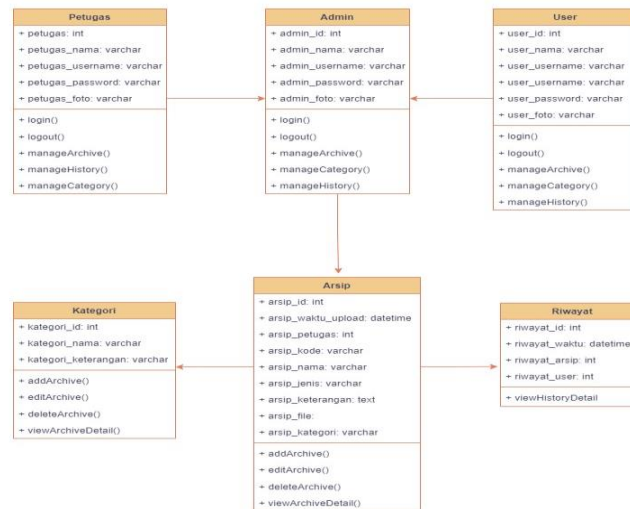 Petugas
+ petugas: int
+ petugas_nama: varchar
+ petugas_username: varchar
+ petugas_password: varchar
+ petugas_foto: varchar
+ login()
+ logout()
+ manageArchive()
+ manageHistory()
+ manageCategory()
Admin
+ admin_id: int
+ admin_nama: varchar
+ admin_username: varchar
+ admin_password: varchar
+ admin_foto: varchar
+ login()
+ logout()
+ manageArchive()
+ manageCategory()
+ manageHistory()
User
+ user_id: int
+ user_nama: varchar
+ user_username: varchar
+ user_username: varchar
+ user_password: varchar
+ user_foto: varchar
+ login()
+ logout()
+ manageArchive()
+ manageCategory()
+ manageHistory()
Kategori
+ kategori_id: int
+ kategori_nama: varchar
+ kategori_keterangan: varchar
+ addArchive()
+ editArchive()
+ deleteArchive()
+ viewArchiveDetail()
Arsip
+ arsip_id: int
+ arsip_waktu_upload: datetime
+ arsip_petugas: int
+ arsip_kode: varchar
+ arsip_nama: varchar
+ arsip_jenis: varchar
+ arsip_keterangan: text
+ arsip_file:
+ arsip_kategori: varchar
+ addArchive()
+ editArchive()
+ deleteArchive()
+ viewArchiveDetail()
Riwayat
+ riwayat_id: int
+ riwayat_waktu: datetime
+ riwayat_arsip: int
+ riwayat_user: int
+ viewHistoryDetail